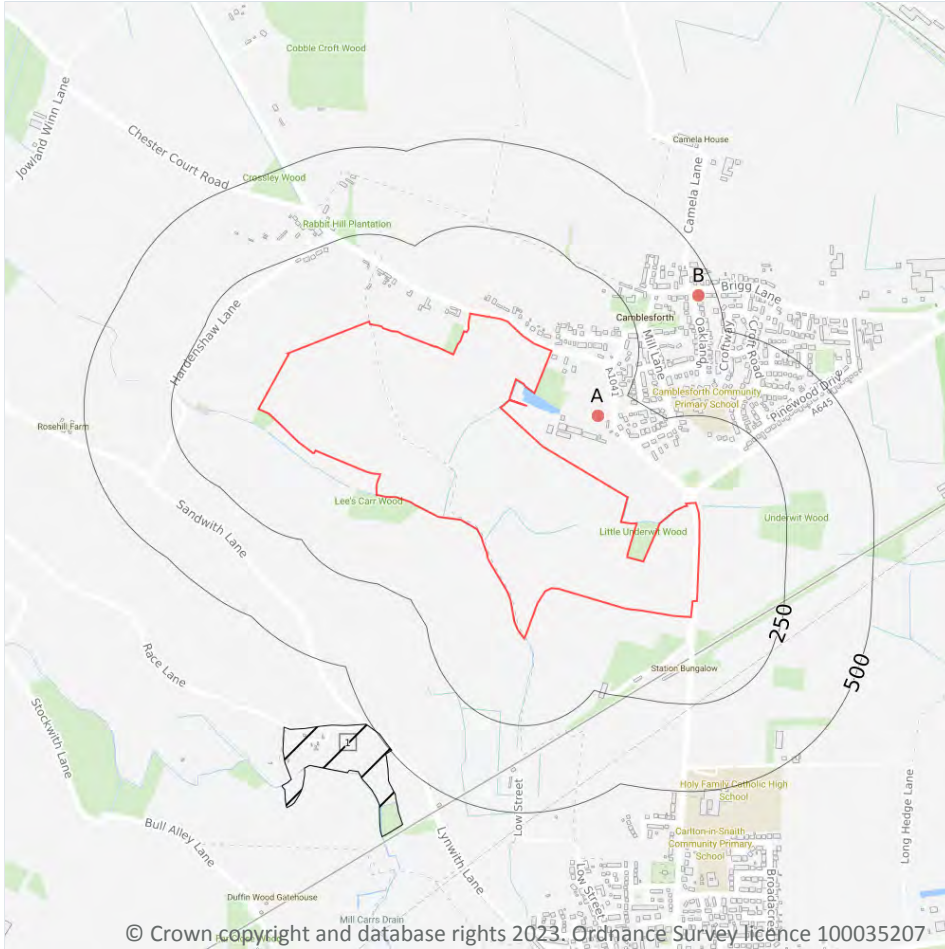 Cobble Croft Wood
Jowland Winn Lane
Chester Court Road
Camela House
Crossley Wood
Camela Lane
Rabbit Hill Plantation
B
Brigg Lane
Hardenshaw Lane
Camblesforth
Mill Lane
Oaklands
Croftway
Croft Road
A1041
A
Camblesforth Community
Primary School
Pinewood Drive
A645
Rosehill Farm
Lee's Carr Wood
Sandwith Lane
Little Underwit Wood
Underwit Wood
250
500
Race Lane
Station Bungalow
Stockwith Lane
1
Holy Family Catholic High
School
Low Street
Long Hedge Lane
Bull Alley Lane
Lynwith Lane
Carlton-in-Snaith
Community Primary
School
Low Street
Broadacres
Duffin Wood Gatehouse
Mill Carrs Drain
© Crown copyright and database rights 2023. Ordnance Survey licence 100035207.